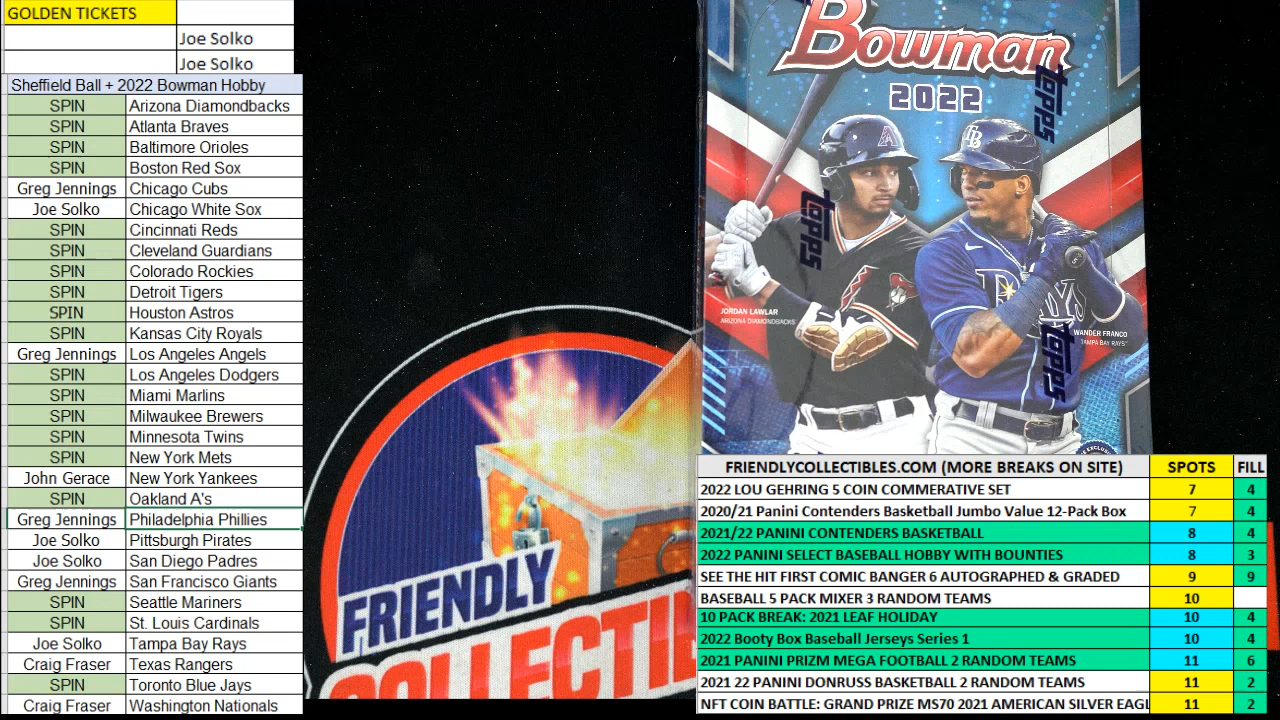 GOLDEN TICKETS
Joe Solko
Joe Solko
Sheffield Ball + 2022 Bowman Hobby
SPIN Arizona Diamondbacks
SPIN Atlanta Braves
SPIN Baltimore Orioles
SPIN Boston Red Sox
Greg Jennings Chicago Cubs
Joe Solko Chicago White Sox
SPIN Cincinnati Reds
SPIN Cleveland Guardians
SPIN Colorado Rockies
SPIN Detroit Tigers
SPIN Houston Astros
SPIN Kansas City Royals
Greg Jennings Los Angeles Angels
SPIN Los Angeles Dodgers
SPIN Miami Marlins
SPIN Milwaukee Brewers
SPIN Minnesota Twins
SPIN New York Mets
John Gerace New York Yankees
SPIN Oakland A's
Greg Jennings Philadelphia Phillies
Joe Solko Pittsburgh Pirates
Joe Solko San Diego Padres
Greg Jennings San Francisco Giants
SPIN Seattle Mariners
SPIN St. Louis Cardinals
Joe Solko Tampa Bay Rays
Craig Fraser Texas Rangers
SPIN Toronto Blue Jays
Craig Fraser Washington Nationals
FRIENDLY
COLLECTI
Bowman
2022
topps
topps
topps
A
TB
RAYS
JORDAN LAWLAR
ARIZONA DIAMONDBACKS
WANDER FRANCO
TAMPA BAY RAYS
FRIENDLYCOLLECTIBLES.COM (MORE BREAKS ON SITE) SPOTS FILL
2022 LOU GEHRING 5 COIN COMMERATIVE SET 7 4
2020/21 Panini Contenders Basketball Jumbo Value 12-Pack Box 7 4
2021/22 PANINI CONTENDERS BASKETBALL 8 4
2022 PANINI SELECT BASEBALL HOBBY WITH BOUNTIES 8 3
SEE THE HIT FIRST COMIC BANGER 6 AUTOGRAPHED & GRADED 9 9
BASEBALL 5 PACK MIXER 3 RANDOM TEAMS 10
10 PACK BREAK: 2021 LEAF HOLIDAY 10 4
2022 Booty Box Baseball Jerseys Series 1 10 4
2021 PANINI PRIZM MEGA FOOTBALL 2 RANDOM TEAMS 11 6
2021 22 PANINI DONRUSS BASKETBALL 2 RANDOM TEAMS 11 2
NFT COIN BATTLE: GRAND PRIZE MS70 2021 AMERICAN SILVER EAGL 11 2